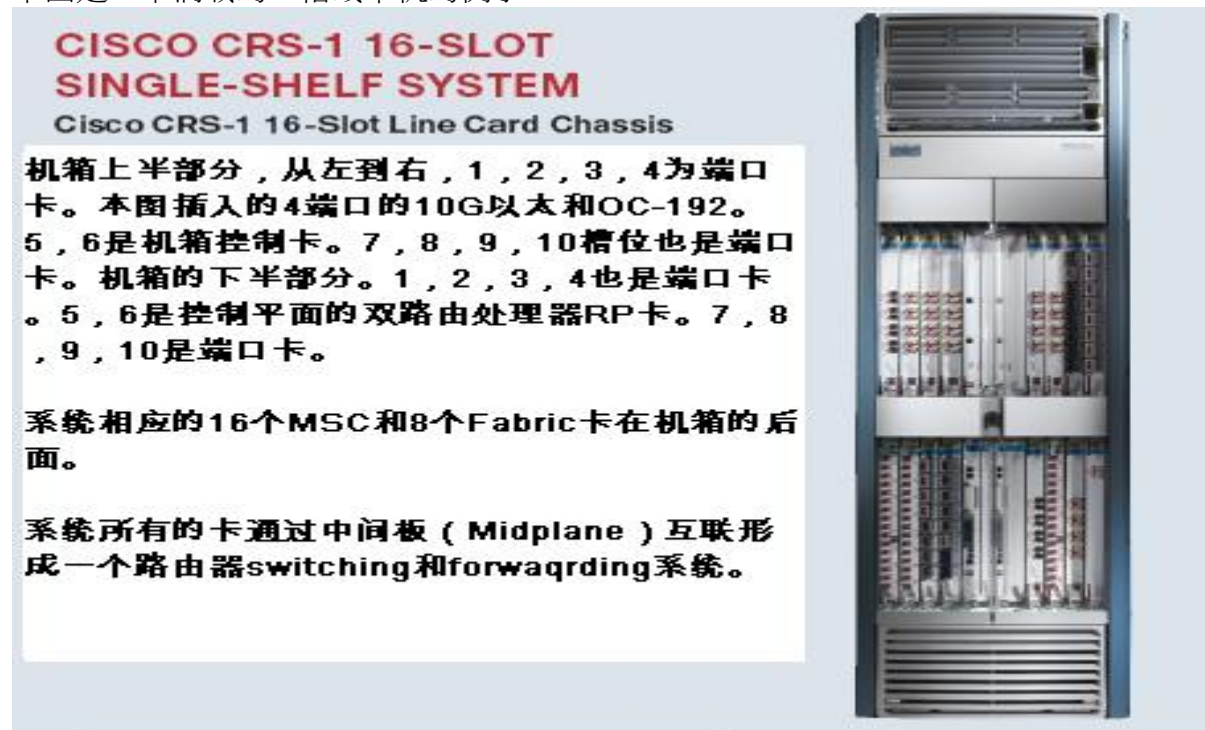 CISCO CRS-1 16-SLOT
SINGLE-SHELF SYSTEM
Cisco CRS-1 16-Slot Line Card Chassis
机箱上半部分，从左到右，1，2，3，4为端口
卡。本图插入的4端口的10G以太和OC-192。
5，6是机箱控制卡。7，8，9，10槽位也是端口
卡。机箱的下半部分。1，2，3，4也是端口卡
。5，6是控制平面的双路由处理器RP卡。7，8
，9，10是端口卡。
系统相应的16个MSC和8个Fabric卡在机箱的后
面。
系统所有的卡通过中间板（Midplane）互联形
成一个路由器switching和forwaqrding系统。